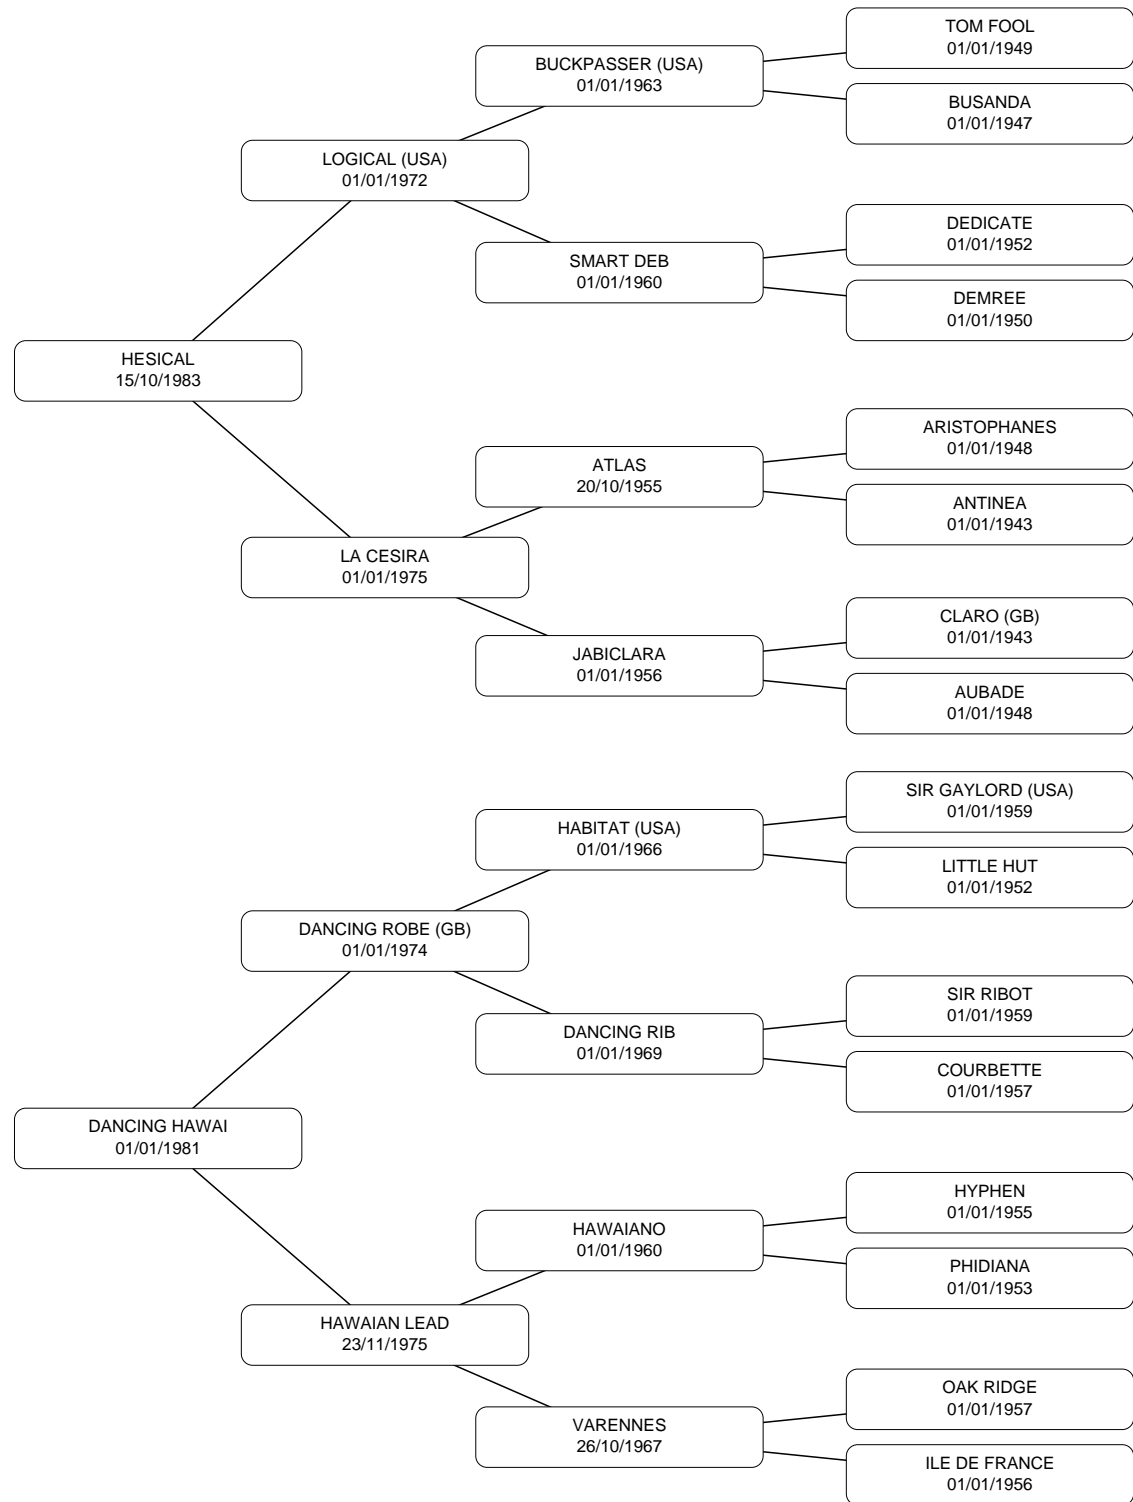 TOM FOOL
01/01/1949
BUCKPASSER (USA)
01/01/1963
BUSANDA
01/01/1947
LOGICAL (USA)
01/01/1972
DEDICATE
01/01/1952
SMART DEB
01/01/1960
DEMREE
01/01/1950
HESICAL
15/10/1983
ARISTOPHANES
01/01/1948
ATLAS
20/10/1955
ANTINEA
01/01/1943
LA CESIRA
01/01/1975
CLARO (GB)
01/01/1943
JABICLARA
01/01/1956
AUBADE
01/01/1948
SIR GAYLORD (USA)
01/01/1959
HABITAT (USA)
01/01/1966
LITTLE HUT
01/01/1952
DANCING ROBE (GB)
01/01/1974
SIR RIBOT
01/01/1959
DANCING RIB
01/01/1969
COURBETTE
01/01/1957
DANCING HAWAI
01/01/1981
HYPHEN
01/01/1955
HAWAIANO
01/01/1960
PHIDIANA
01/01/1953
HAWAIAN LEAD
23/11/1975
OAK RIDGE
01/01/1957
VARENNES
26/10/1967
ILE DE FRANCE
01/01/1956